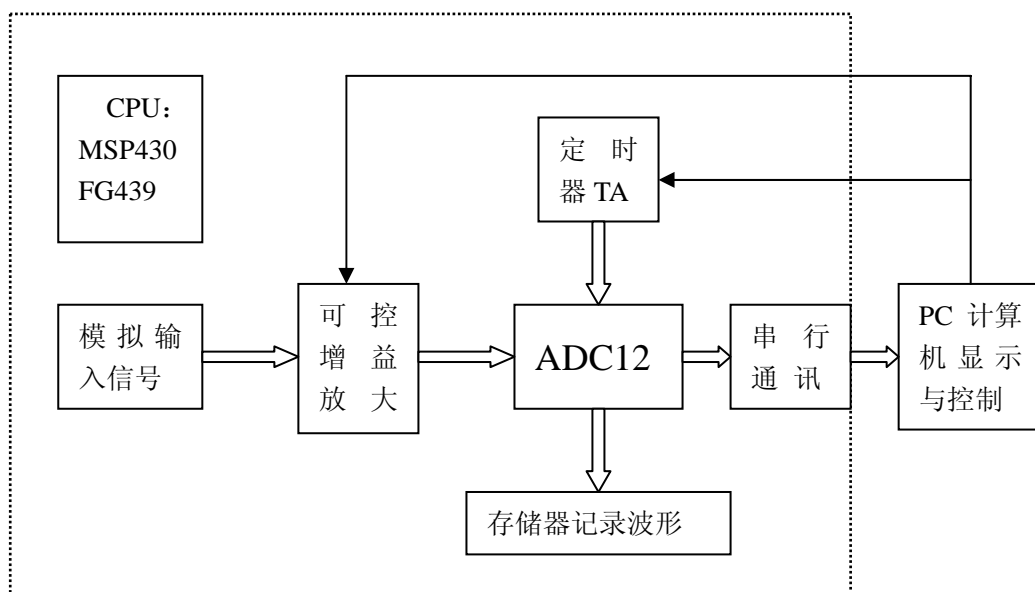 CPU：
MSP430
FG439
定时
器 TA
模拟输
入信号
可控
增益
放大
ADC12
串行
通讯
PC 计算
机显示
与控制
存储器记录波形